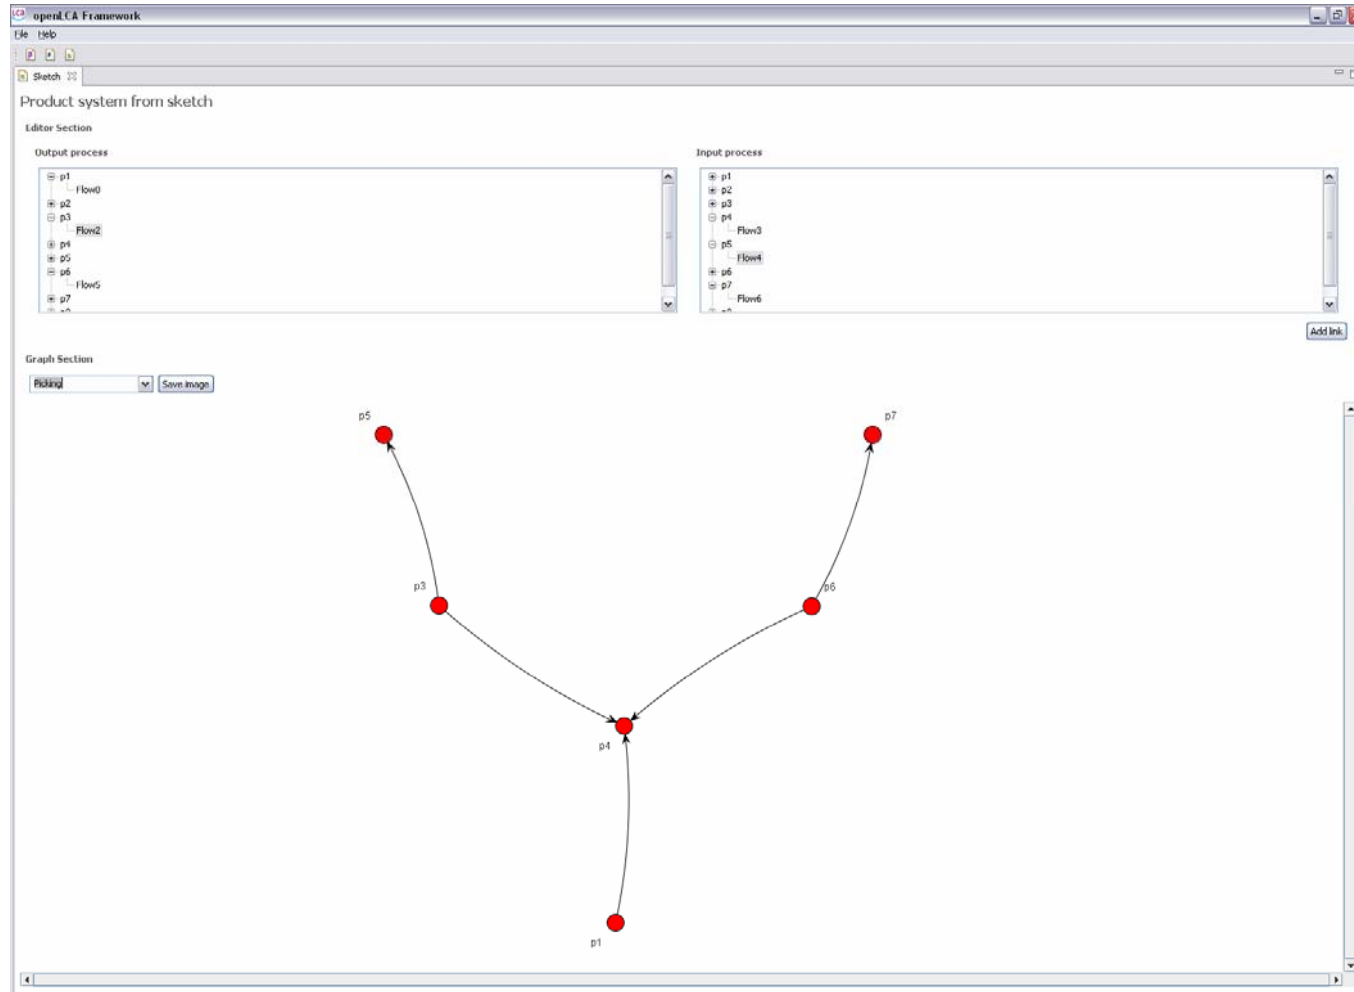 LCA openLCA Framework
File Help
Sketch
Product system from sketch
Editor Section
Output process
p1
Flow0
p2
p3
Flow2
p4
p5
p6
Flow5
p7
Input process
p1
p2
p3
p4
Flow3
p5
Flow4
p6
p7
Flow6
Add link
Graph Section
Picking Save image
p5 p7
p3 p6
p4
p1